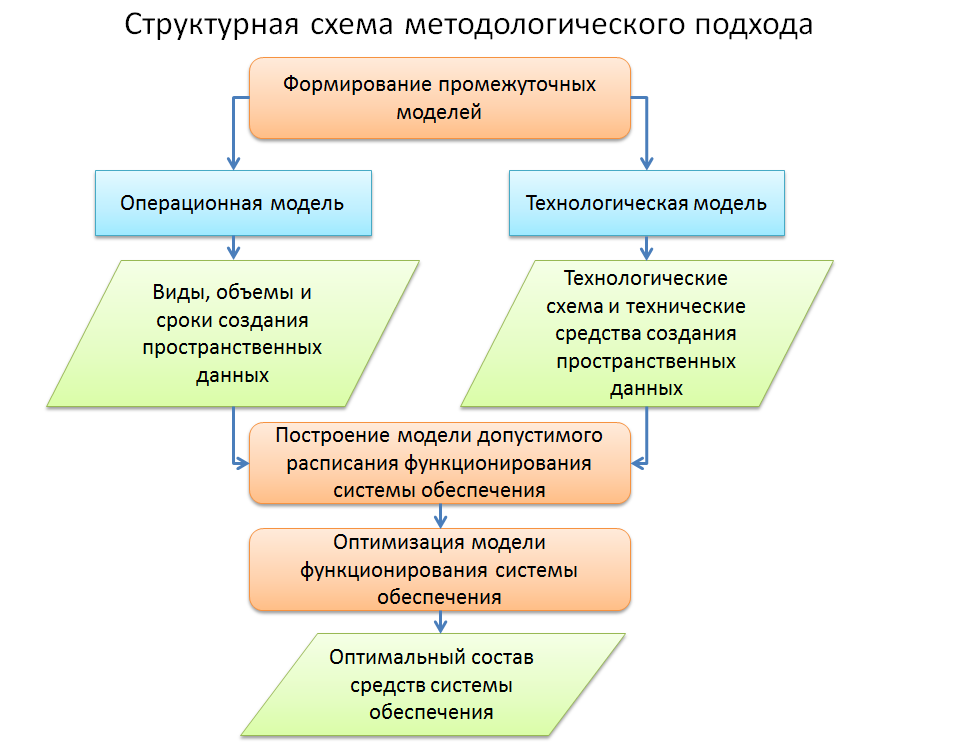 Структурная схема методологического подхода
Формирование промежуточных
моделей
Операционная модель
Технологическая модель
Виды, объемы и
сроки создания
пространственных
данных
Технологические
схема и технические
средства создания
пространственных
данных
Построение модели допустимого
расписания функционирования
системы обеспечения
Оптимизация модели
функционирования системы
обеспечения
Оптимальный состав
средств системы
обеспечения